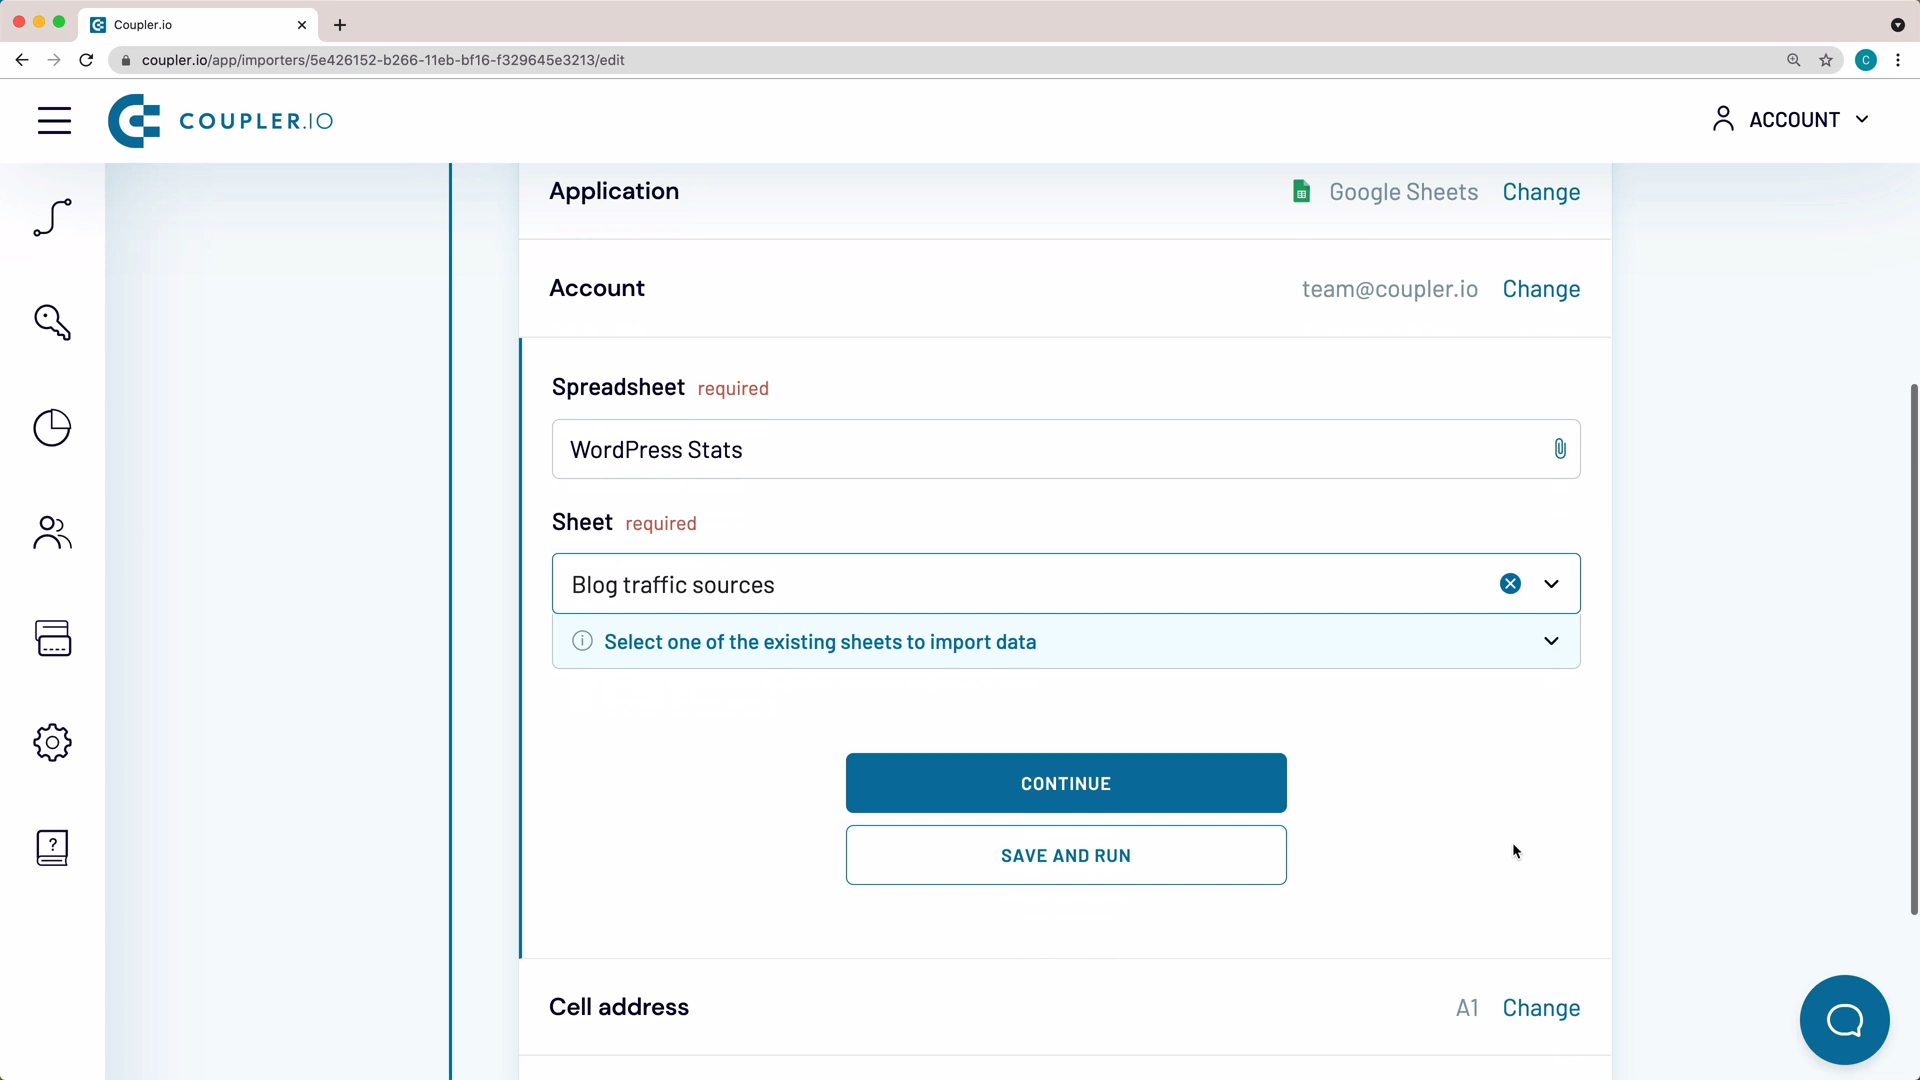 Coupler.io
coupler.io/app/importers/5e426152-b266-11eb-bf16-f329645e3213/edit
C
COUPLER.IO
ACCOUNT
Application
Google Sheets Change
Account
team@coupler.io Change
Spreadsheet required
WordPress Stats
Sheet required
Blog traffic sources
Select one of the existing sheets to import data
CONTINUE
SAVE AND RUN
Cell address
A1 Change